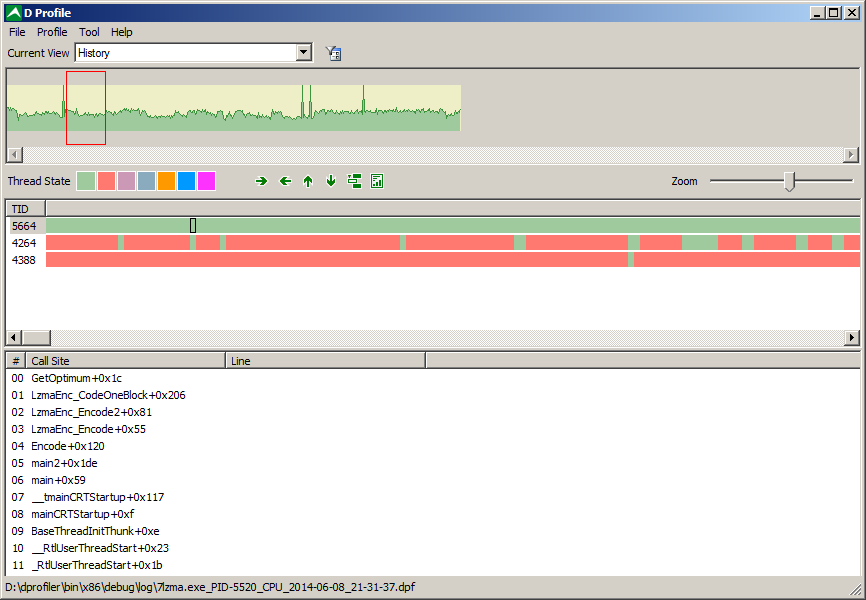 D Profile
File Profile Tool Help
Current View History
Thread State Zoom
TID
5664
4264
4388
# Call Site Line
00 GetOptimum+0x1c
01 LzmaEnc_CodeOneBlock+0x206
02 LzmaEnc_Encode2+0x81
03 LzmaEnc_Encode+0x55
04 Encode+0x120
05 main2+0x1de
06 main+0x59
07 __tmainCRTStartup+0x117
08 mainCRTStartup+0xf
09 BaseThreadInitThunk+0xe
10 __RtlUserThreadStart+0x23
11 _RtlUserThreadStart+0x1b
D:\dprofiler\bin\x86\debug\log\7lzma.exe_PID-5520_CPU_2014-06-08_21-31-37.dpf